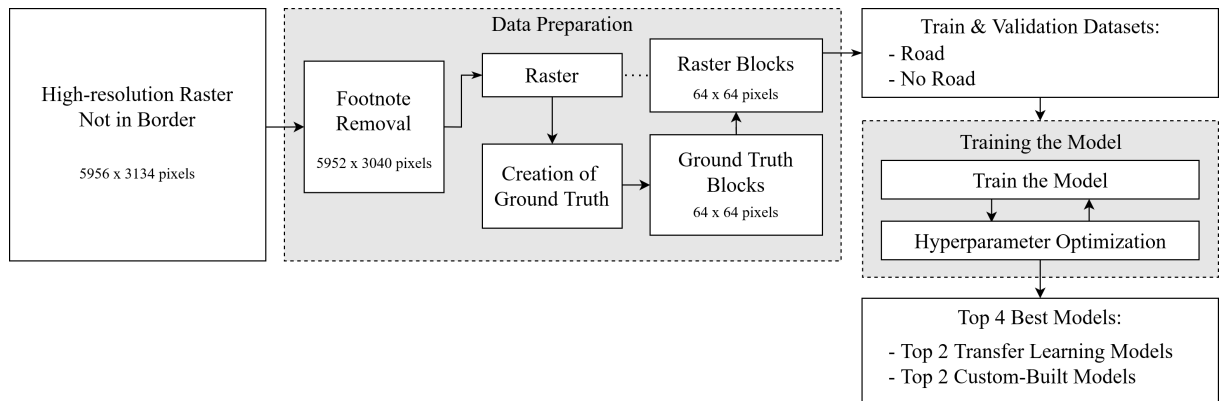 High-resolution Raster
Not in Border
5956 x 3134 pixels
Data Preparation
Footnote
Removal
5952 x 3040 pixels
Raster
Creation of
Ground Truth
Raster Blocks
64 x 64 pixels
Ground Truth
Blocks
64 x 64 pixels
Train & Validation Datasets:
- Road
- No Road
Training the Model
Train the Model
Hyperparameter Optimization
Top 4 Best Models:
- Top 2 Transfer Learning Models
- Top 2 Custom-Built Models